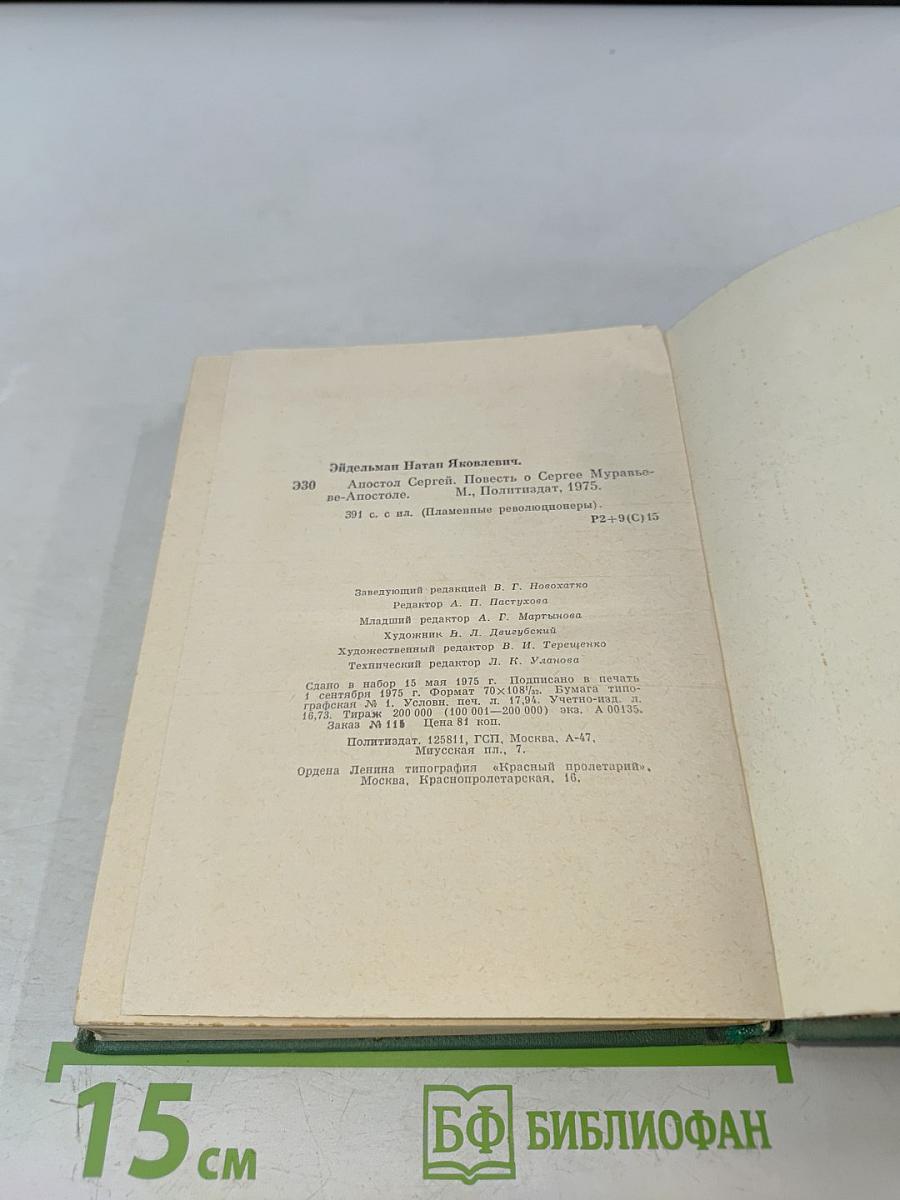 Эйдельман Натан Яковлевич.
Э30 Апостол Сергей. Повесть о Сергее Муравье-
ве-Апостоле. М., Политиздат, 1975.
391 с. с ил. (Пламенные революционеры).
Р2+9(С)15
Заведующий редакцией В. Г. Новохатко
Редактор А. П. Пастухова
Младший редактор А. Г. Мартынова
Художник В. Л. Двигубский
Художественный редактор В. И. Терещенко
Технический редактор Л. К. Уланова
Сдано в набор 15 мая 1975 г. Подписано в печать
1 сентября 1975 г. Формат 70×108¹/₃₂. Бумага типо-
графская № 1. Условн. печ. л. 17,94. Учетно-изд. л.
16,73. Тираж 200 000 (100 001—200 000) экз. А 00135.
Заказ № 115 Цена 81 коп.
Политиздат. 125811, ГСП, Москва, А-47,
Миусская пл., 7.
Ордена Ленина типография «Красный пролетарий».
Москва, Краснопролетарская, 16.
15 см
БФ БИБЛИОФАН